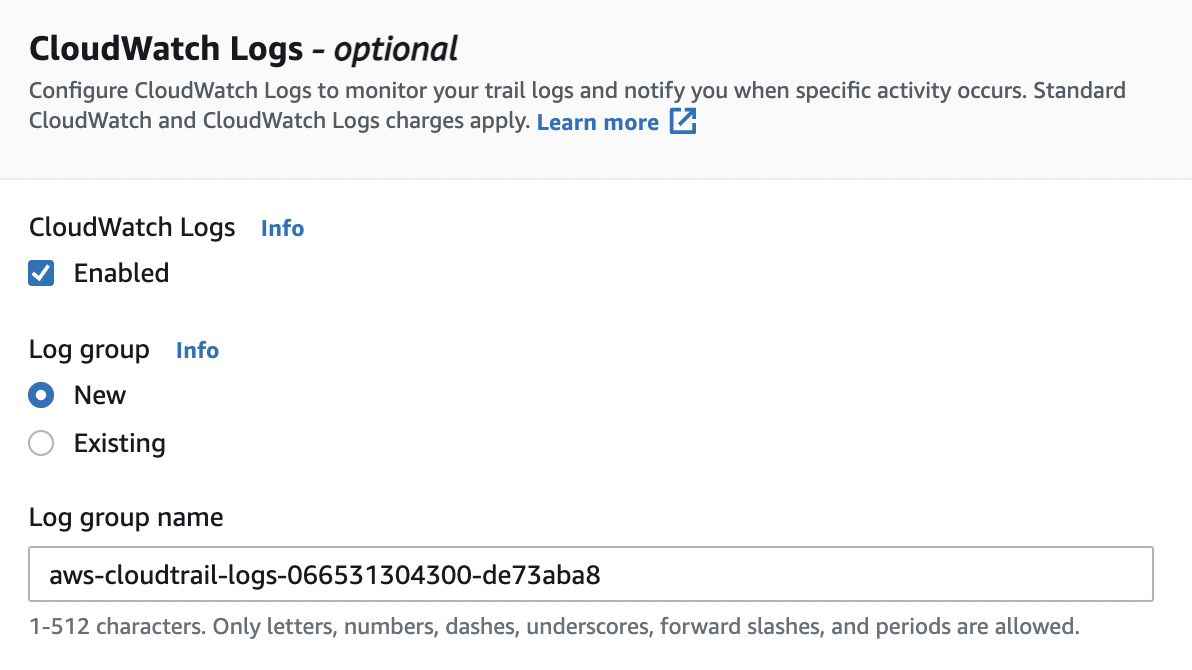 CloudWatch Logs - optional
Configure CloudWatch Logs to monitor your trail logs and notify you when specific activity occurs. Standard
CloudWatch and CloudWatch Logs charges apply. Learn more
CloudWatch Logs Info
Enabled
Log group Info
New
Existing
Log group name
aws-cloudtrail-logs-066531304300-de73aba8
1-512 characters. Only letters, numbers, dashes, underscores, forward slashes, and periods are allowed.